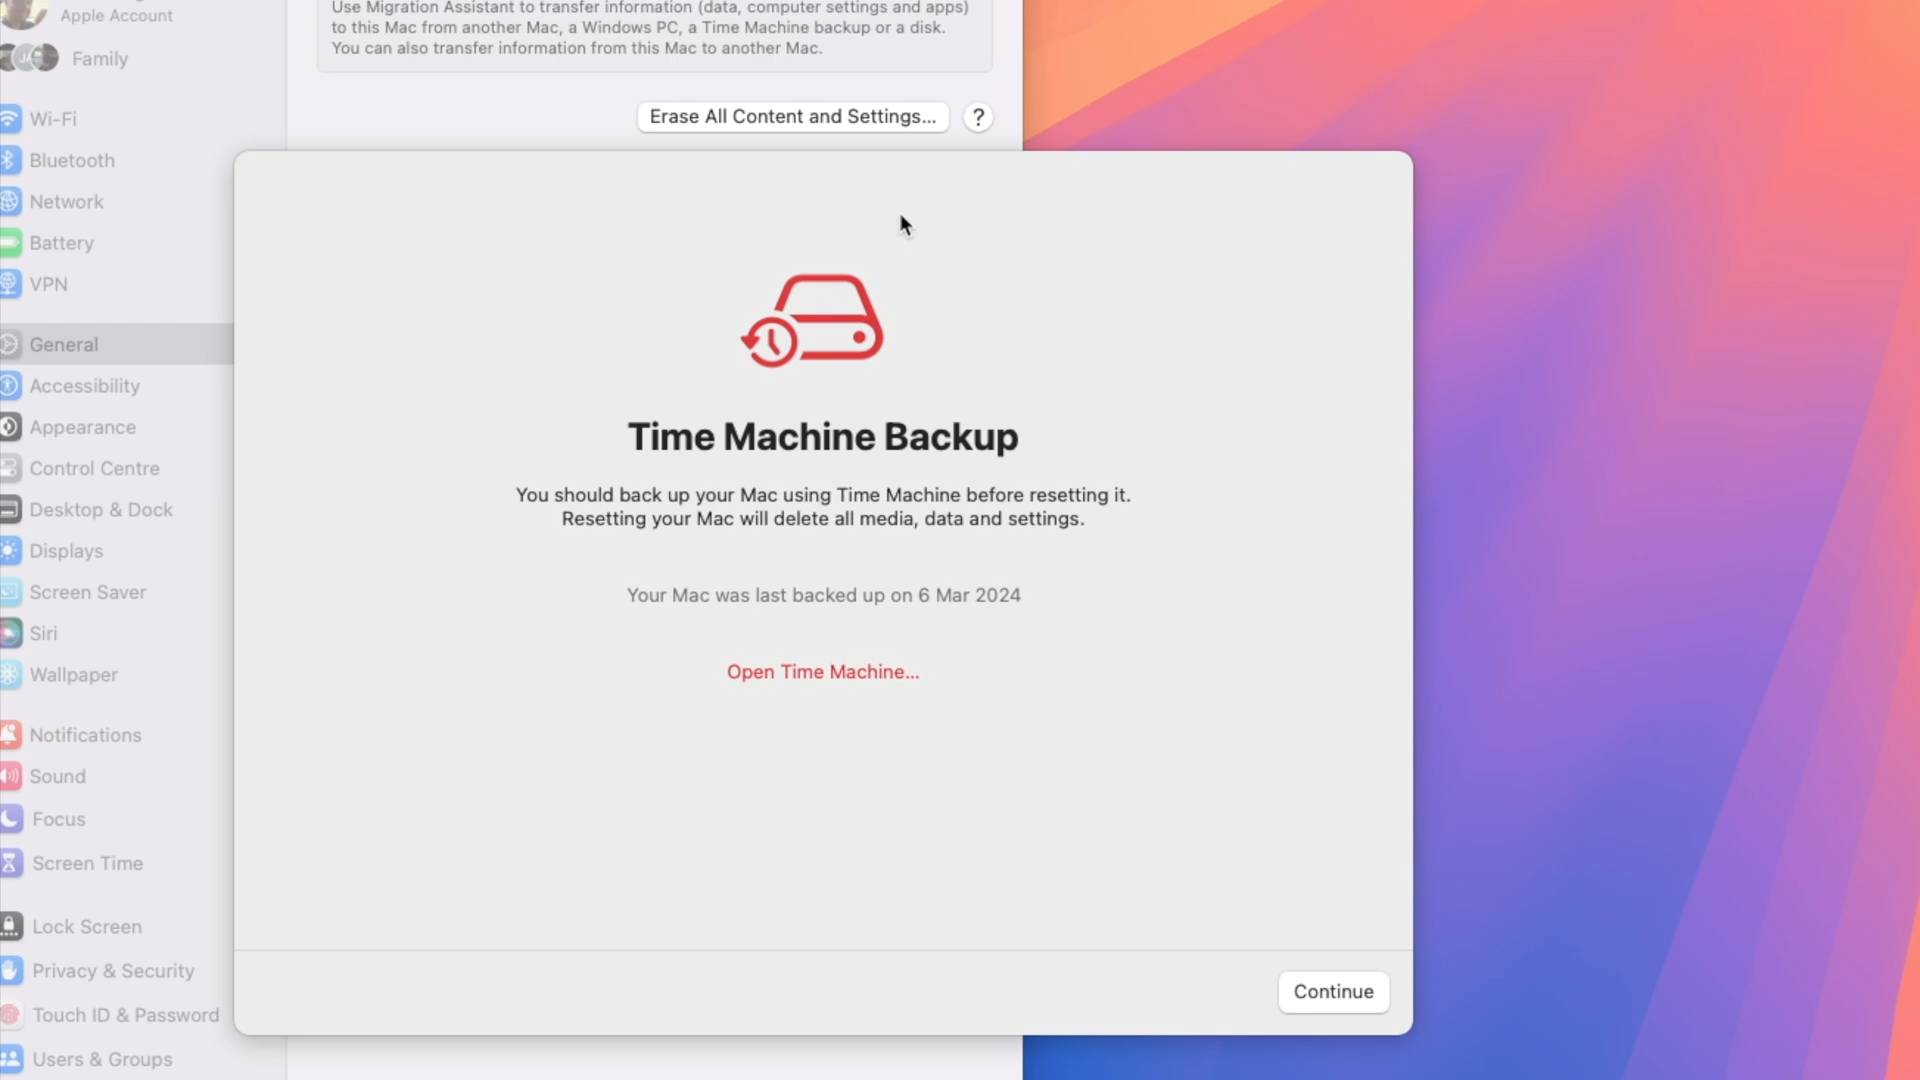 Apple Account
Family
Wi-Fi
Bluetooth
Network
Battery
VPN
General
Accessibility
Appearance
Control Centre
Desktop & Dock
Displays
Screen Saver
Siri
Wallpaper
Notifications
Sound
Focus
Screen Time
Lock Screen
Privacy & Security
Touch ID & Password
Users & Groups
Use Migration Assistant to transfer information (data, computer settings and apps)
to this Mac from another Mac, a Windows PC, a Time Machine backup or a disk.
You can also transfer information from this Mac to another Mac.
Erase All Content and Settings...
?
Time Machine Backup
You should back up your Mac using Time Machine before resetting it.
Resetting your Mac will delete all media, data and settings.
Your Mac was last backed up on 6 Mar 2024
Open Time Machine...
Continue